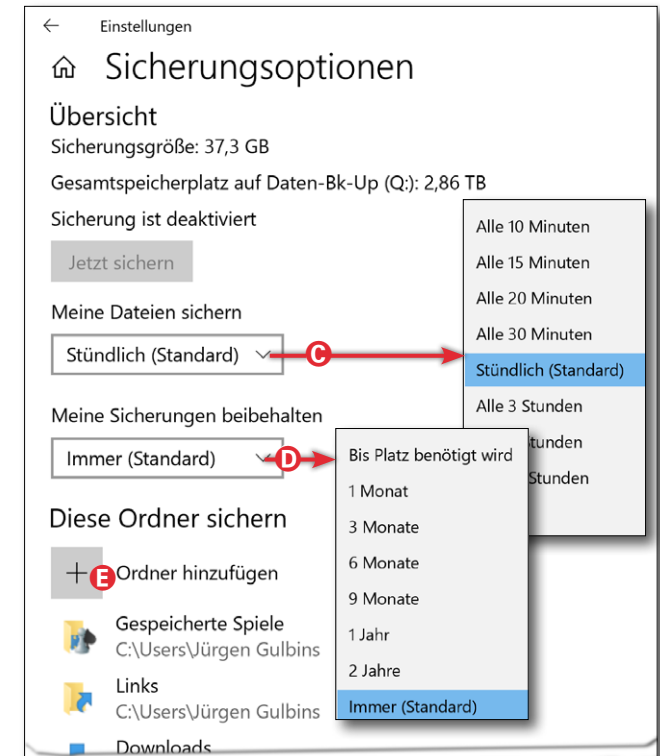 Einstellungen
Sicherungsoptionen
Übersicht
Sicherungsgröße: 37,3 GB
Gesamtspeicherplatz auf Daten-Bk-Up (Q:): 2,86 TB
Sicherung ist deaktiviert
Jetzt sichern
Meine Dateien sichern
Stündlich (Standard)
C
Alle 10 Minuten
Alle 15 Minuten
Alle 20 Minuten
Alle 30 Minuten
Stündlich (Standard)
Alle 3 Stunden
Stunden
Stunden
Meine Sicherungen beibehalten
Immer (Standard)
D
Bis Platz benötigt wird
1 Monat
3 Monate
6 Monate
9 Monate
1 Jahr
2 Jahre
Immer (Standard)
Diese Ordner sichern
E
Ordner hinzufügen
Gespeicherte Spiele
C:\Users\Jürgen Gulbins
Links
C:\Users\Jürgen Gulbins
Downloads